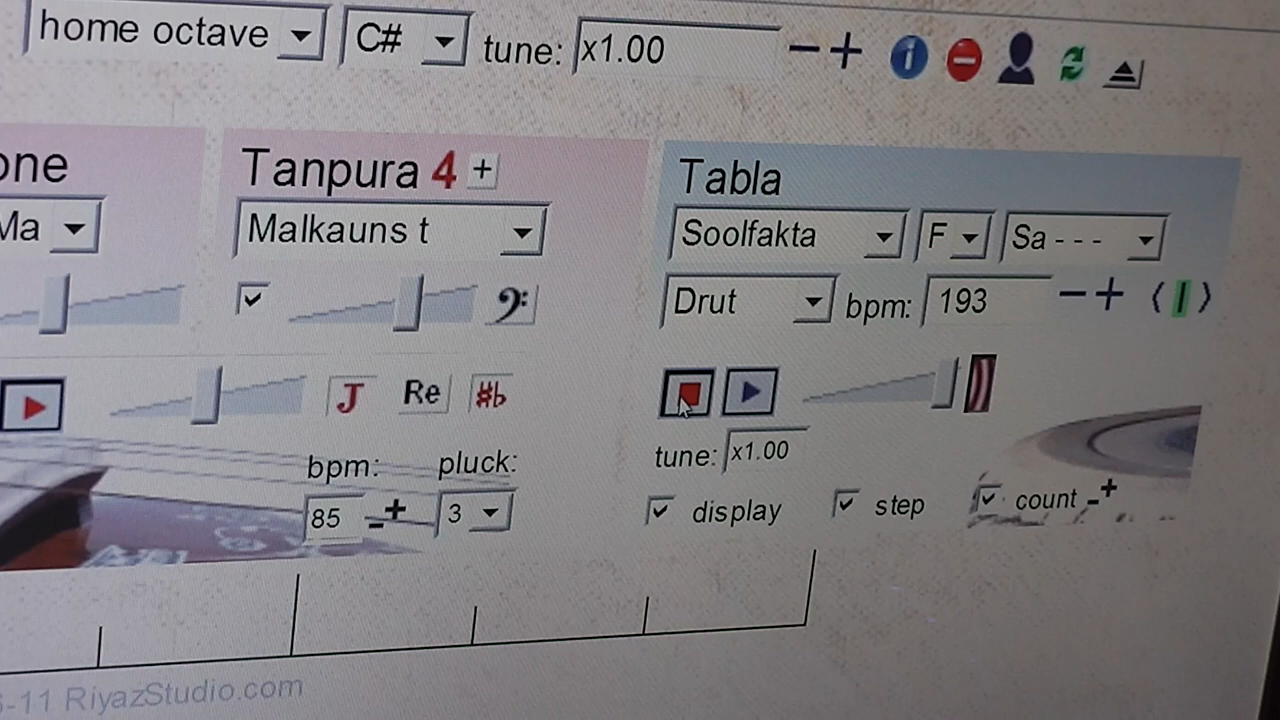 home octave C# tune: x1.00 − + i
one Tanpura 4 + Tabla
Ma Malkauns t Soolfakta F Sa - - -
Drut bpm: 193 − + ( | )
J Re #b
bpm: pluck: tune: x1.00
85 - + 3 display step count - +
-11 RiyazStudio.com